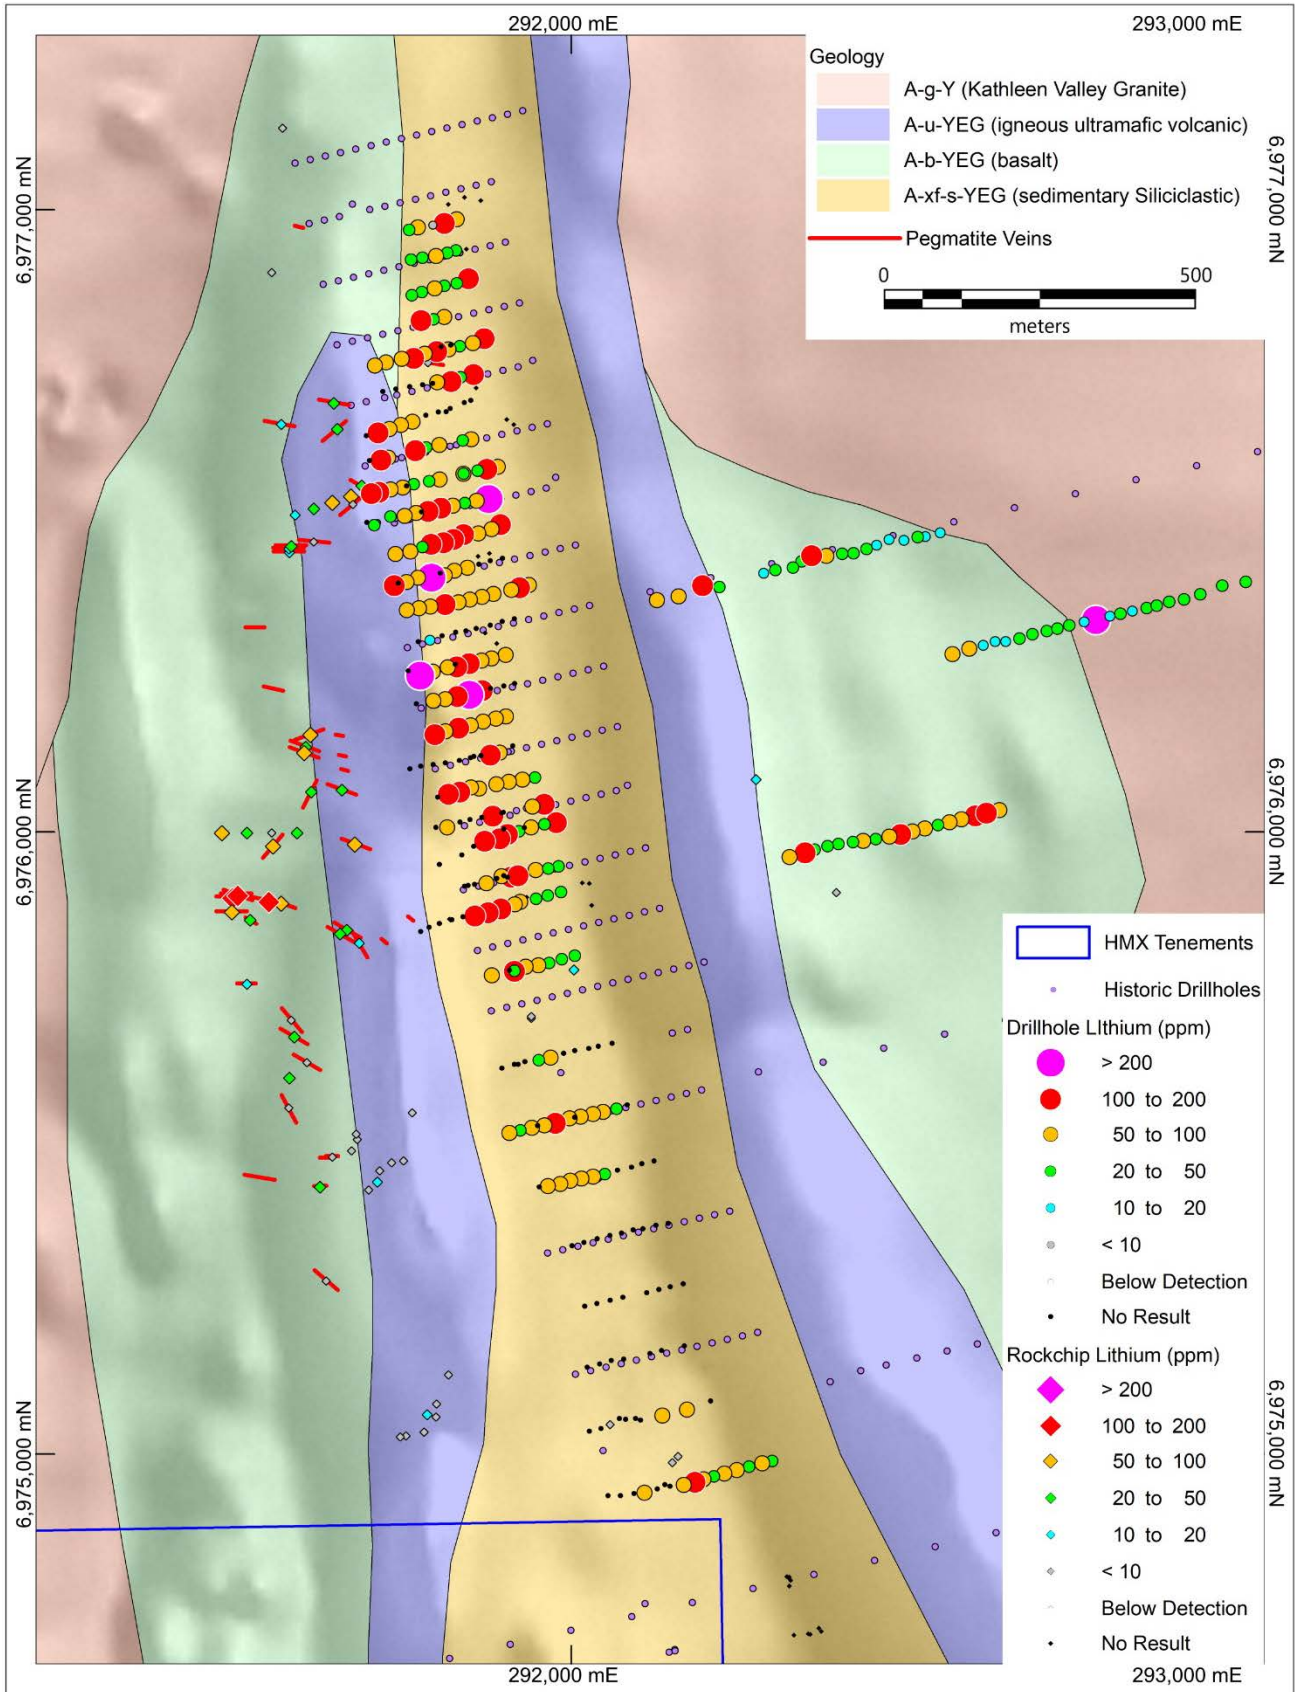 292,000 mE
293,000 mE
Geology
A-g-Y (Kathleen Valley Granite)
A-u-YEG (igneous ultramafic volcanic)
A-b-YEG (basalt)
A-xf-s-YEG (sedimentary Siliciclastic)
Pegmatite Veins
0
500
meters
6,977,000 mN
6,977,000 mN
6,976,000 mN
6,976,000 mN
HMX Tenements
Historic Drillholes
Drillhole LIthium (ppm)
> 200
100 to 200
50 to 100
20 to 50
10 to 20
< 10
Below Detection
No Result
Rockchip Lithium (ppm)
> 200
100 to 200
50 to 100
20 to 50
10 to 20
< 10
Below Detection
No Result
6,975,000 mN
6,975,000 mN
292,000 mE
293,000 mE